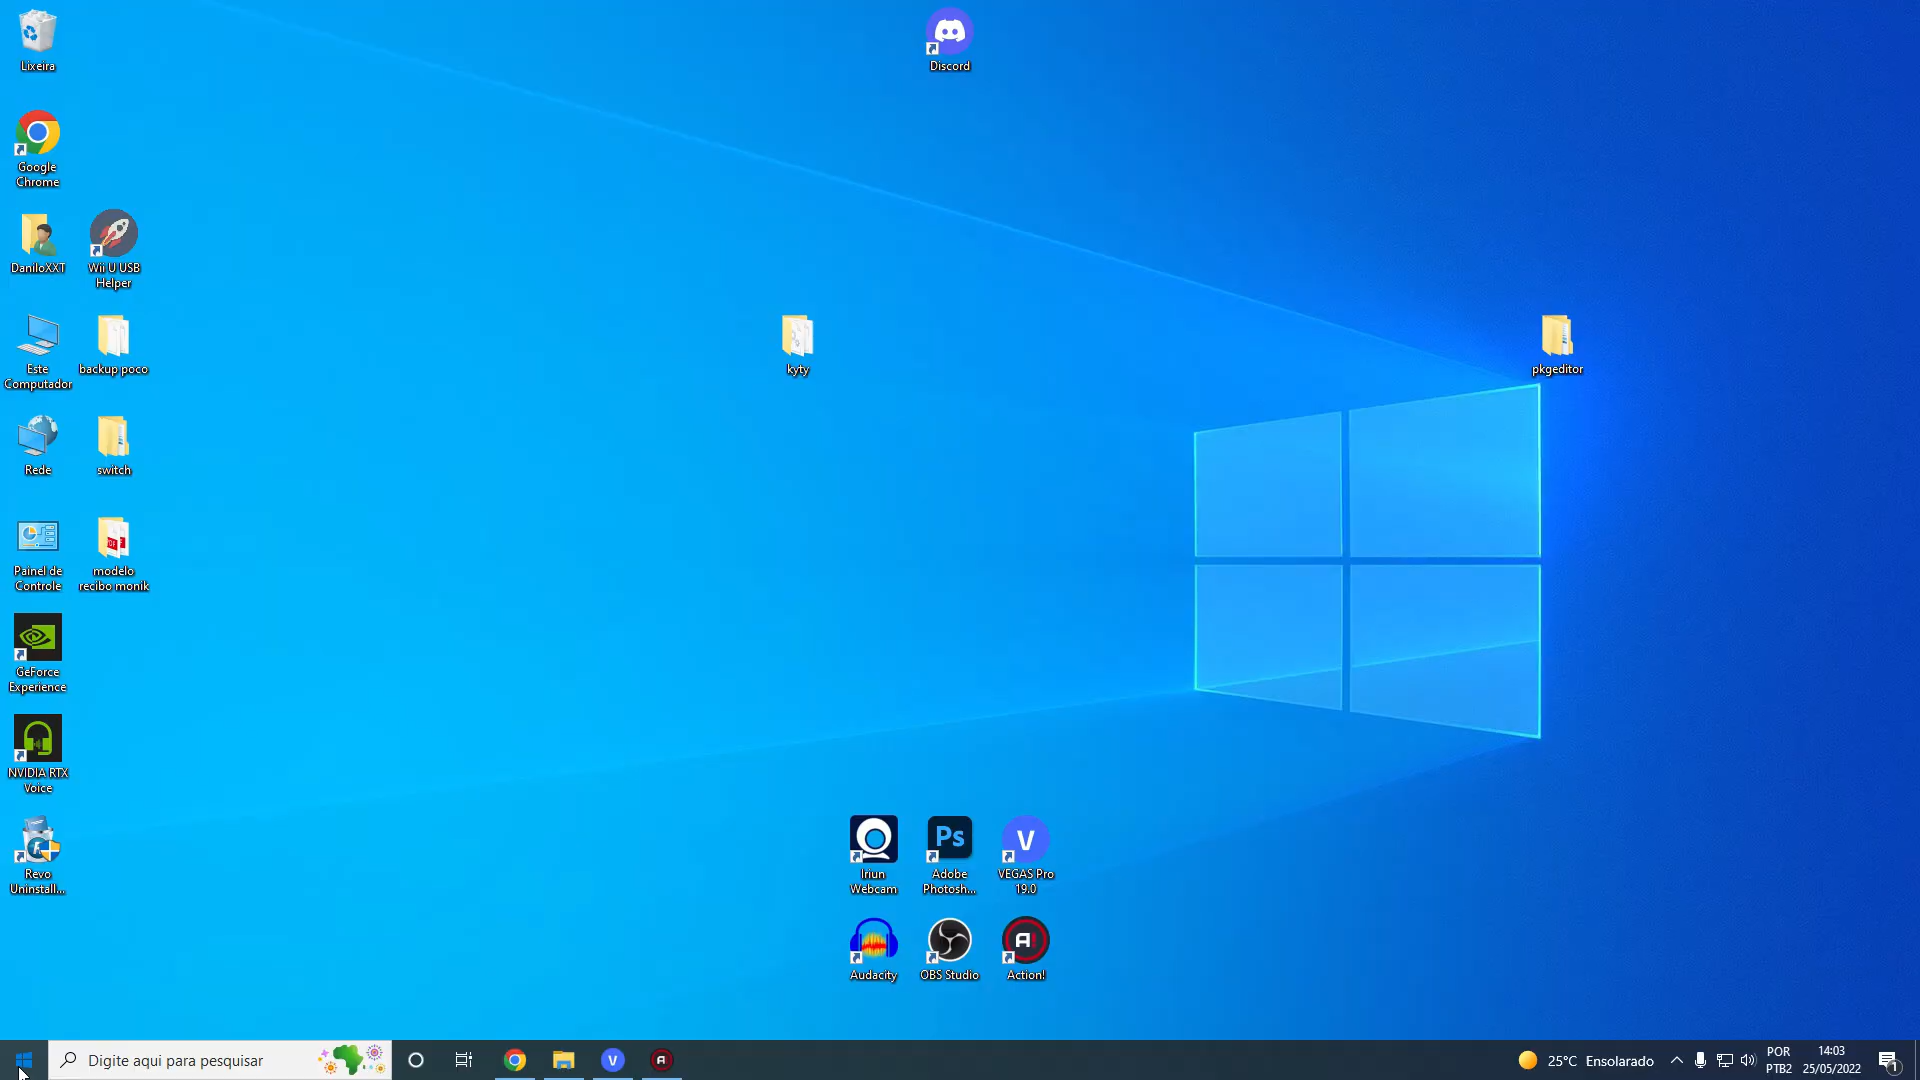 Lixeira
Discord
Google
Chrome
DaniloXXT
Wii U USB
Helper
Este
Computador
backup poco
kyty
pkgeditor
Rede
switch
Painel de
Controle
modelo
recibo monik
GeForce
Experience
NVIDIA RTX
Voice
Revo
Uninstall...
Iriun
Webcam
Ps
Adobe
Photosh...
V
VEGAS Pro
19.0
Audacity
OBS Studio
A!
Action!
Digite aqui para pesquisar
V
25°C Ensolarado
POR
PTB2
14:03
25/05/2022
1